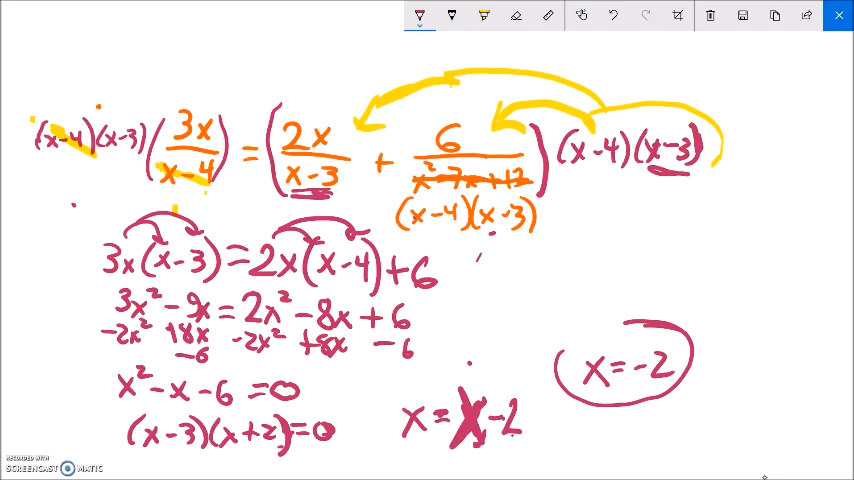 (x-4)(x-3) (3x/(x-4)) = (2x/(x-3) + 6/(x²-7x+12)) (x-4)(x-3)
(x-4)(x-3)
3x(x-3) = 2x(x-4) + 6
3x² - 9x = 2x² - 8x + 6
-2x² +8x -2x² +8x - 6
-6
x² - x - 6 = 0
(x-3)(x+2) = 0
x = -2
x = -2
RECORDED WITH
SCREENCAST MATIC